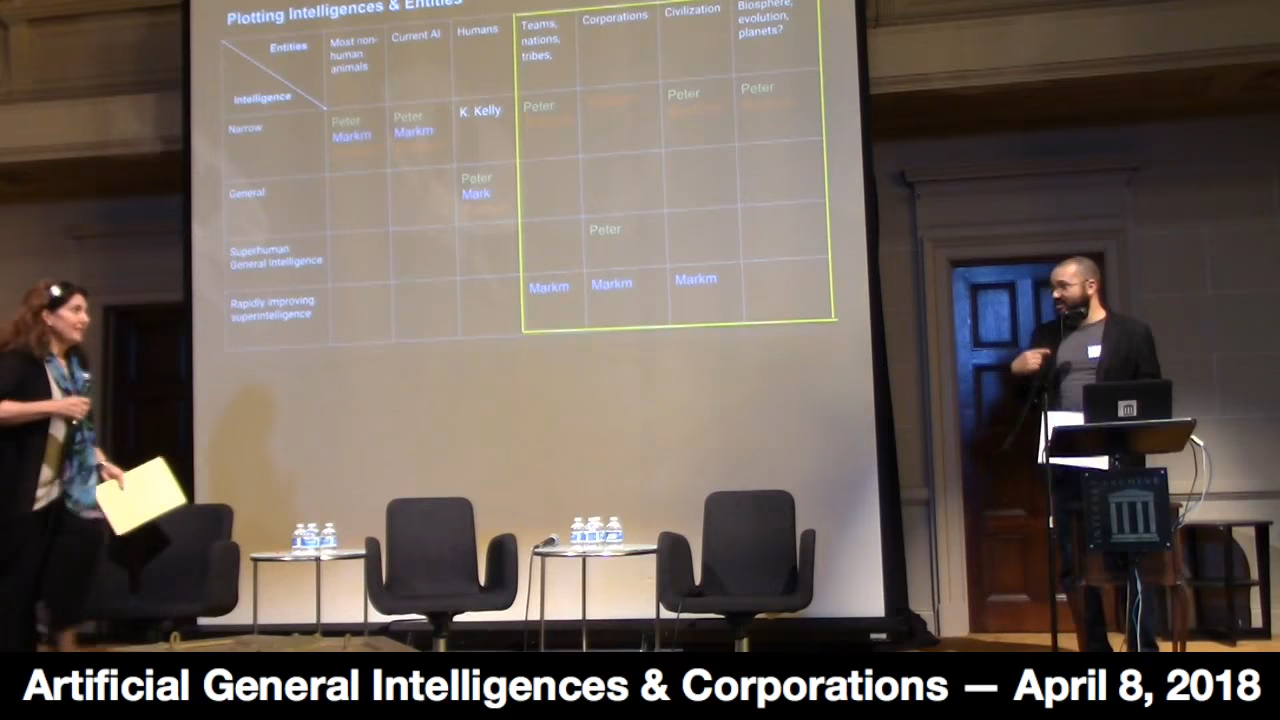 Plotting Intelligences & Entities
Entities
Intelligence
Most non-
human
animals
Current AI
Humans
Teams,
nations,
tribes,
Corporations
Civilization
Biosphere,
evolution,
planets?
Narrow
Peter
Markm
Peter
Markm
K. Kelly
Peter
Peter
Peter
General
Peter
Mark
Superhuman
General Intelligence
Peter
Rapidly improving
superintelligence
Markm
Markm
Markm
INTERNET ARCHIVE
Artificial General Intelligences & Corporations — April 8, 2018